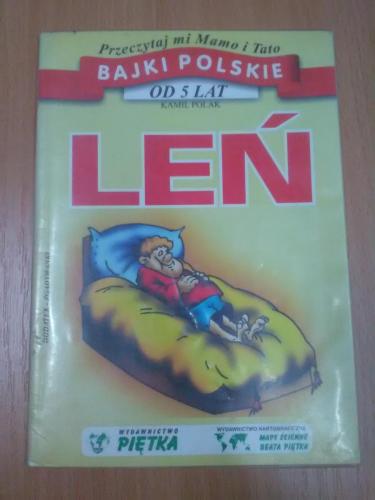 Przeczytaj mi Mamo i Tato
BAJKI POLSKIE
OD 5 LAT
KAMIL POLAK
LEŃ
WYDAWNICTWO
PIĘTKA
WYDAWNICTWO KARTOGRAFICZNE
MAPY ŚCIENNE
BEATA PIĘTKA